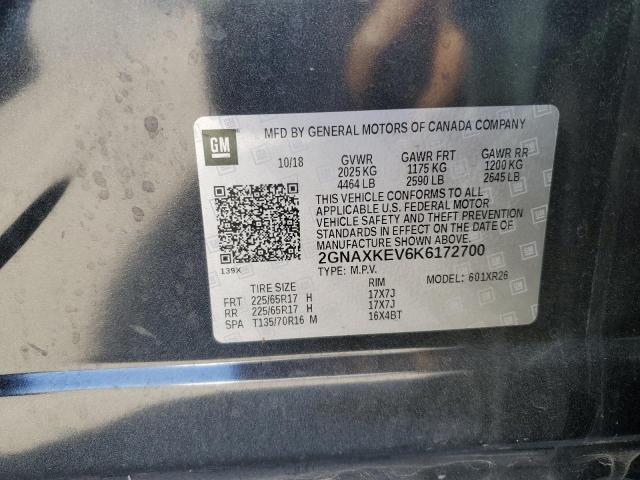 GM
MFD BY GENERAL MOTORS OF CANADA COMPANY
10/18 GVWR GAWR FRT GAWR RR
2025 KG 1175 KG 1200 KG
4464 LB 2590 LB 2645 LB
THIS VEHICLE CONFORMS TO ALL
APPLICABLE U.S. FEDERAL MOTOR
VEHICLE SAFETY AND THEFT PREVENTION
STANDARDS IN EFFECT ON THE DATE OF
MANUFACTURE SHOWN ABOVE.
2GNAXKEV6K6172700
139X
TYPE: M.P.V. MODEL: 601XR26
TIRE SIZE RIM
FRT 225/65R17 H 17X7J
RR 225/65R17 H 17X7J
SPA T135/70R16 M 16X4BT